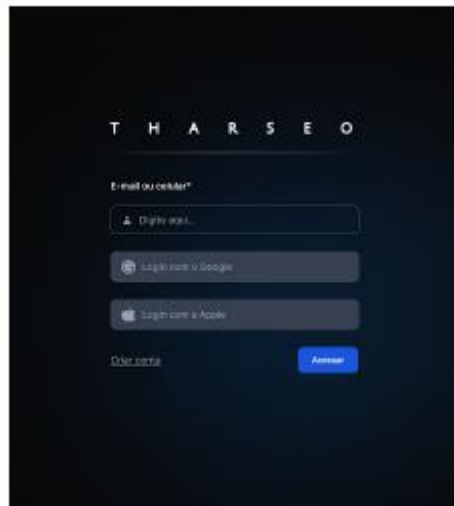 T H A R S E O
E-mail ou celular*
Digite aqui...
Login com o Google
Login com a Apple
Criar conta
Acessar